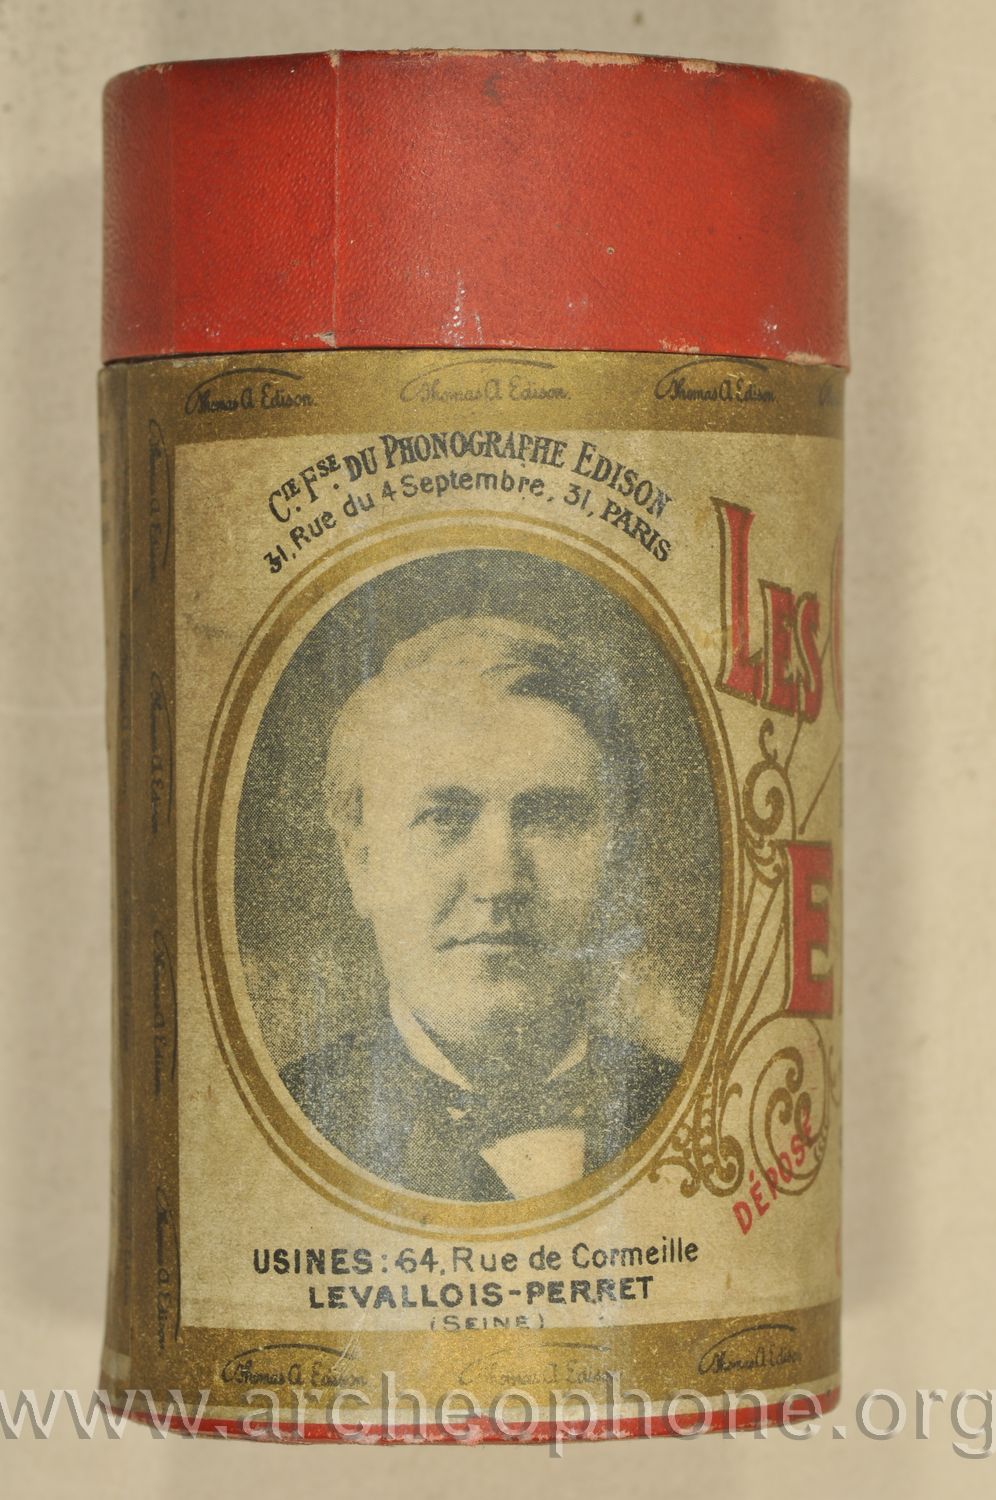 Thomas A Edison. Thomas A Edison. Thomas A Edison.
CIE. FSE. DU PHONOGRAPHE EDISON
31, Rue du 4 Septembre, 31, PARIS
LES
E
DÉPOSÉ
USINES: 64, Rue de Cormeille
LEVALLOIS-PERRET
(SEINE)
Thomas A Edison Thomas A Edison Thomas A Edison
www.archeophone.org